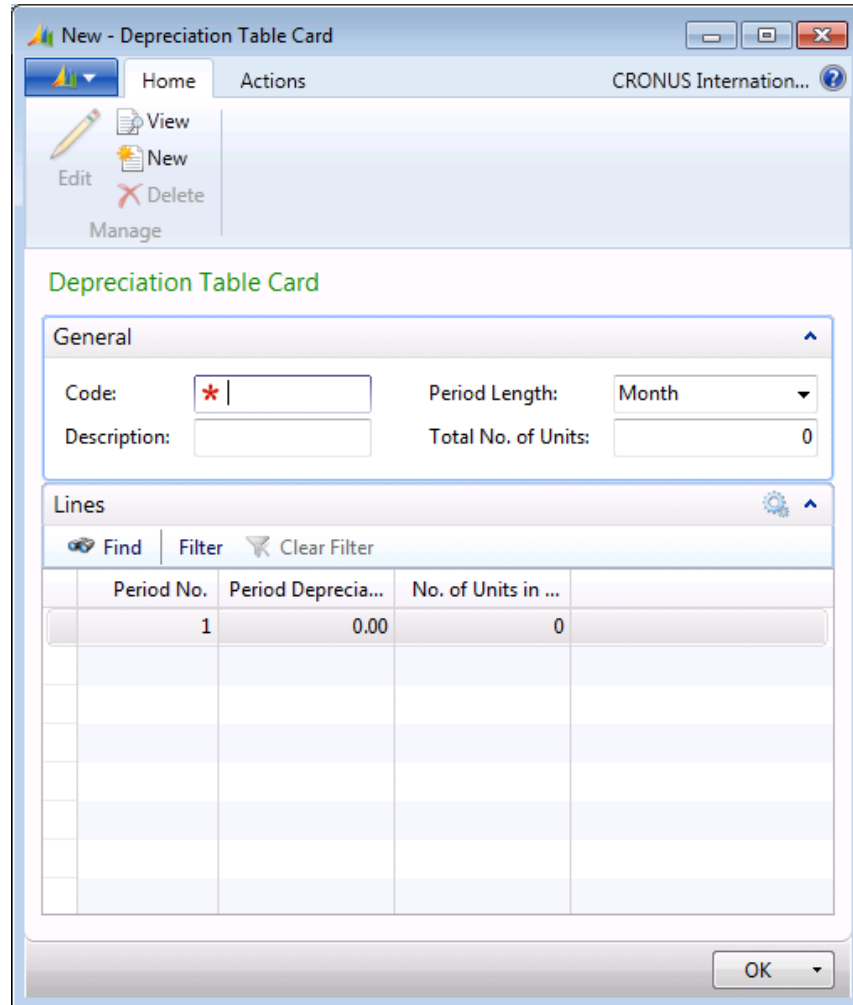 New - Depreciation Table Card
Home Actions CRONUS Internation...
View
New
Edit
Delete
Manage
Depreciation Table Card
General
Code: * Period Length: Month
Description: Total No. of Units: 0
Lines
Find Filter Clear Filter
Period No. Period Deprecia... No. of Units in ...
1 0.00 0
OK